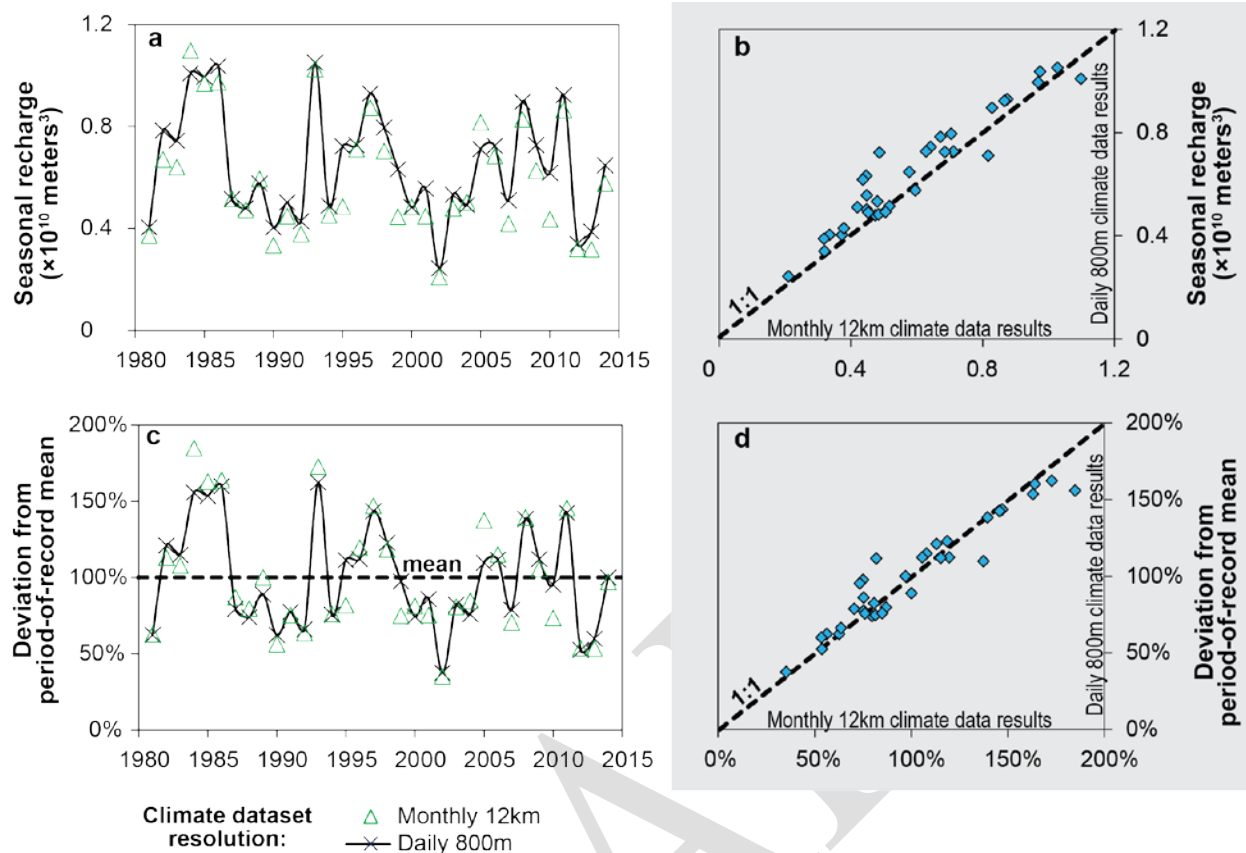 a
1.2
0.8
0.4
0
Seasonal recharge
(×10¹⁰ meters³)
1980 1985 1990 1995 2000 2005 2010 2015
b
1:1
Monthly 12km climate data results
Daily 800m climate data results
1.2
0.8
0.4
0
Seasonal recharge
(×10¹⁰ meters³)
0 0.4 0.8 1.2
c
200%
150%
100%
50%
0%
Deviation from
period-of-record mean
mean
1980 1985 1990 1995 2000 2005 2010 2015
d
1:1
Monthly 12km climate data results
Daily 800m climate data results
200%
150%
100%
50%
0%
Deviation from
period-of-record mean
0% 50% 100% 150% 200%
Climate dataset
resolution:
Monthly 12km
Daily 800m